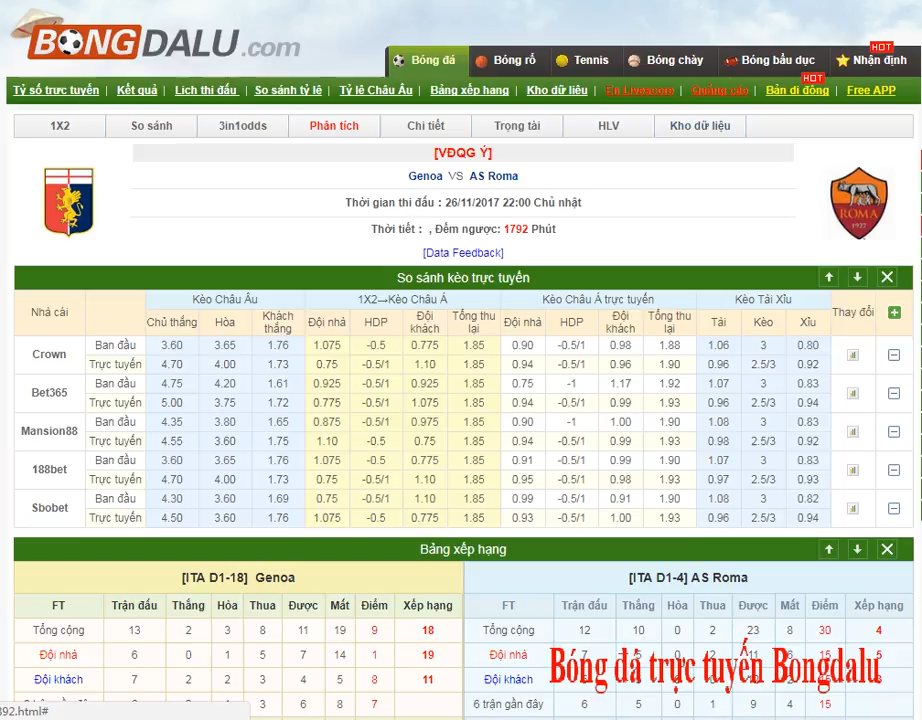 BONGDALU.com
Bóng đá Bóng rổ Tennis Bóng chày Bóng bầu dục HOT Nhận định
Tỷ số trực tuyến | Kết quả | Lịch thi đấu | So sánh tỷ lệ | Tỷ lệ Châu Âu | Bảng xếp hạng | Kho dữ liệu | En Livescore | Quảng cáo | HOT Bản di động | Free APP
1X2 So sánh 3in1odds Phân tích Chi tiết Trọng tài HLV Kho dữ liệu
[VĐQG Ý]
Genoa VS AS Roma
Thời gian thi đấu : 26/11/2017 22:00 Chủ nhật
Thời tiết : , Đếm ngược: 1792 Phút
[Data Feedback]
ROMA
1927
So sánh kèo trực tuyến
Nhà cái Kèo Châu Âu 1X2→Kèo Châu Á Kèo Châu Á trực tuyến Kèo Tài Xỉu Thay đổi
Chủ thắng Hòa Khách thắng Đội nhà HDP Đội khách Tổng thu lại Đội nhà HDP Đội khách Tổng thu lại Tài Kèo Xỉu
Crown Ban đầu 3.60 3.65 1.76 1.075 -0.5 0.775 1.85 0.90 -0.5/1 0.98 1.88 1.06 3 0.80
Trực tuyến 4.70 4.00 1.73 0.75 -0.5/1 1.10 1.85 0.94 -0.5/1 0.96 1.90 0.96 2.5/3 0.92
Bet365 Ban đầu 4.75 4.20 1.61 0.925 -0.5/1 0.925 1.85 0.75 -1 1.17 1.92 1.07 3 0.83
Trực tuyến 5.00 3.75 1.72 0.775 -0.5/1 1.075 1.85 0.94 -0.5/1 0.99 1.93 0.96 2.5/3 0.94
Mansion88 Ban đầu 4.35 3.80 1.65 0.875 -0.5/1 0.975 1.85 0.90 -1 1.00 1.90 1.08 3 0.83
Trực tuyến 4.55 3.60 1.75 1.10 -0.5 0.75 1.85 0.94 -0.5/1 0.99 1.93 0.98 2.5/3 0.92
188bet Ban đầu 3.60 3.65 1.76 1.075 -0.5 0.775 1.85 0.91 -0.5/1 0.99 1.90 1.07 3 0.83
Trực tuyến 4.70 4.00 1.73 0.75 -0.5/1 1.10 1.85 0.95 -0.5/1 0.98 1.93 0.97 2.5/3 0.93
Sbobet Ban đầu 4.30 3.60 1.69 0.75 -0.5/1 1.10 1.85 0.99 -0.5/1 0.91 1.90 1.08 3 0.82
Trực tuyến 4.50 3.60 1.76 1.075 -0.5 0.775 1.85 0.93 -0.5/1 1.00 1.93 0.96 2.5/3 0.94
Bảng xếp hạng
[ITA D1-18] Genoa [ITA D1-4] AS Roma
FT Trận đấu Thắng Hòa Thua Được Mất Điểm Xếp hạng FT Trận đấu Thắng Hòa Thua Được Mất Điểm Xếp hạng
Tổng cộng 13 2 3 8 11 19 9 18 Tổng cộng 12 10 0 2 23 8 30 4
Đội nhà 6 0 1 5 7 14 1 19 Đội nhà 7 5 0 2 11 6 15 5
Đội khách 7 2 2 3 4 5 8 11 Đội khách
3 6 8 7 6 trận gần đây 6 5 0 1 9 4 15
Bóng đá trực tuyến Bongdalu
392.html#